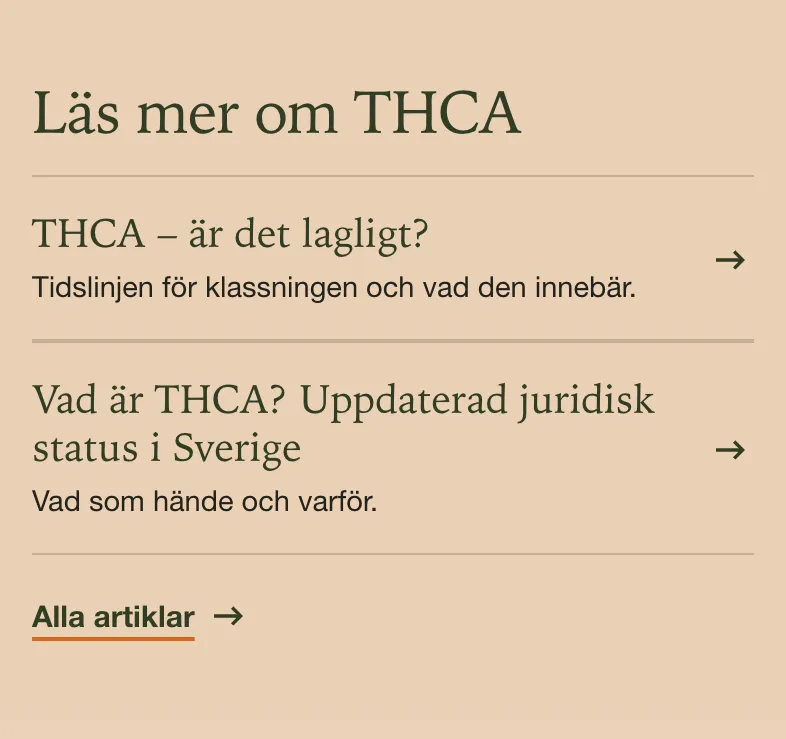 Läs mer om THCA
THCA – är det lagligt?
Tidslinjen för klassningen och vad den innebär.
→
Vad är THCA? Uppdaterad juridisk
status i Sverige
Vad som hände och varför.
→
Alla artiklar →